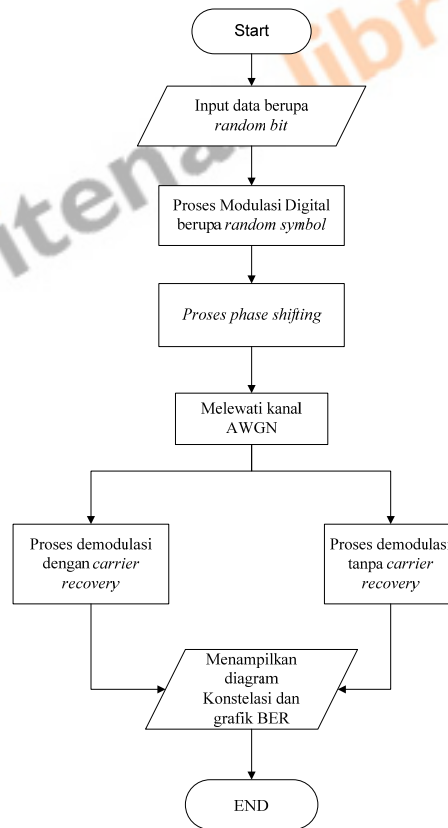 Start
Input data berupa
random bit
Proses Modulasi Digital
berupa random symbol
Proses phase shifting
Melewati kanal
AWGN
Proses demodulasi
dengan carrier
recovery
Proses demodulasi
tanpa carrier
recovery
Menampilkan
diagram
Konstelasi dan
grafik BER
END